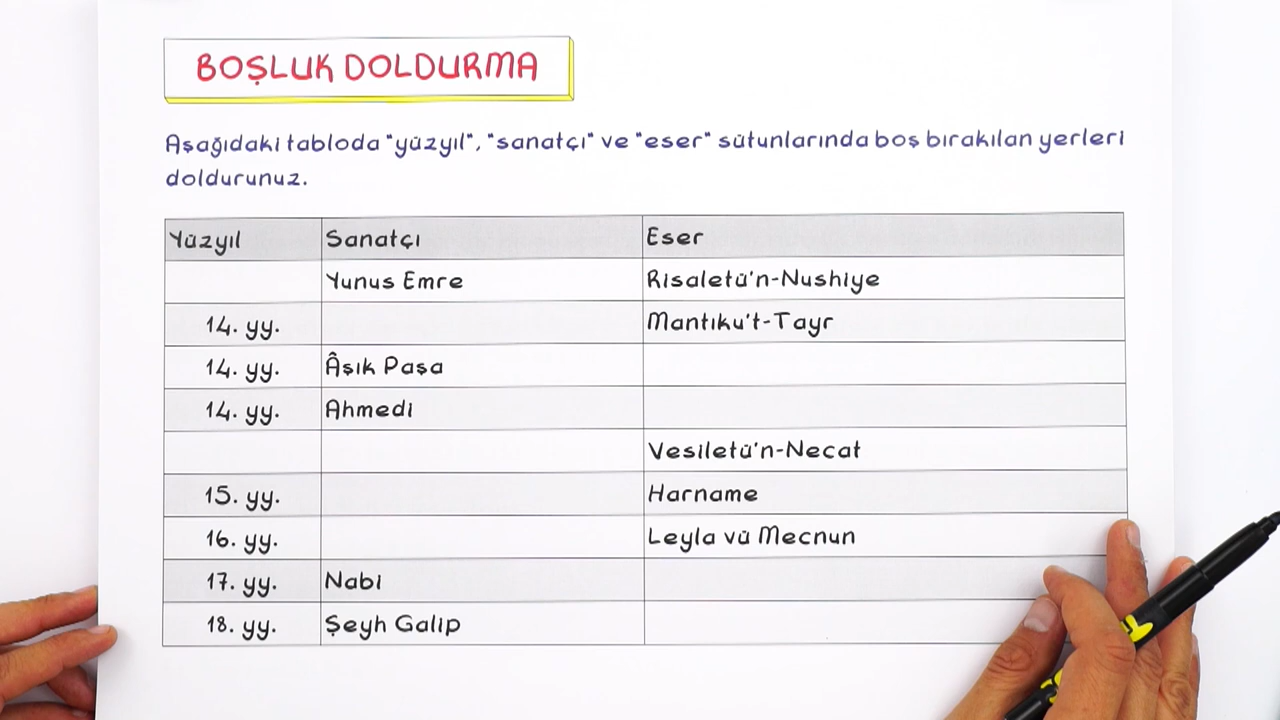 BOŞLUK DOLDURMA
Aşağıdaki tabloda "yüzyıl", "sanatçı" ve "eser" sütunlarında boş bırakılan yerleri
doldurunuz.
Yüzyıl Sanatçı Eser
Yunus Emre Risaletü'n-Nushiye
14. yy. Mantıku't-Tayr
14. yy. Âşık Paşa
14. yy. Ahmedi
Vesiletü'n-Necat
15. yy. Harname
16. yy. Leyla vü Mecnun
17. yy. Nabi
18. yy. Şeyh Galip